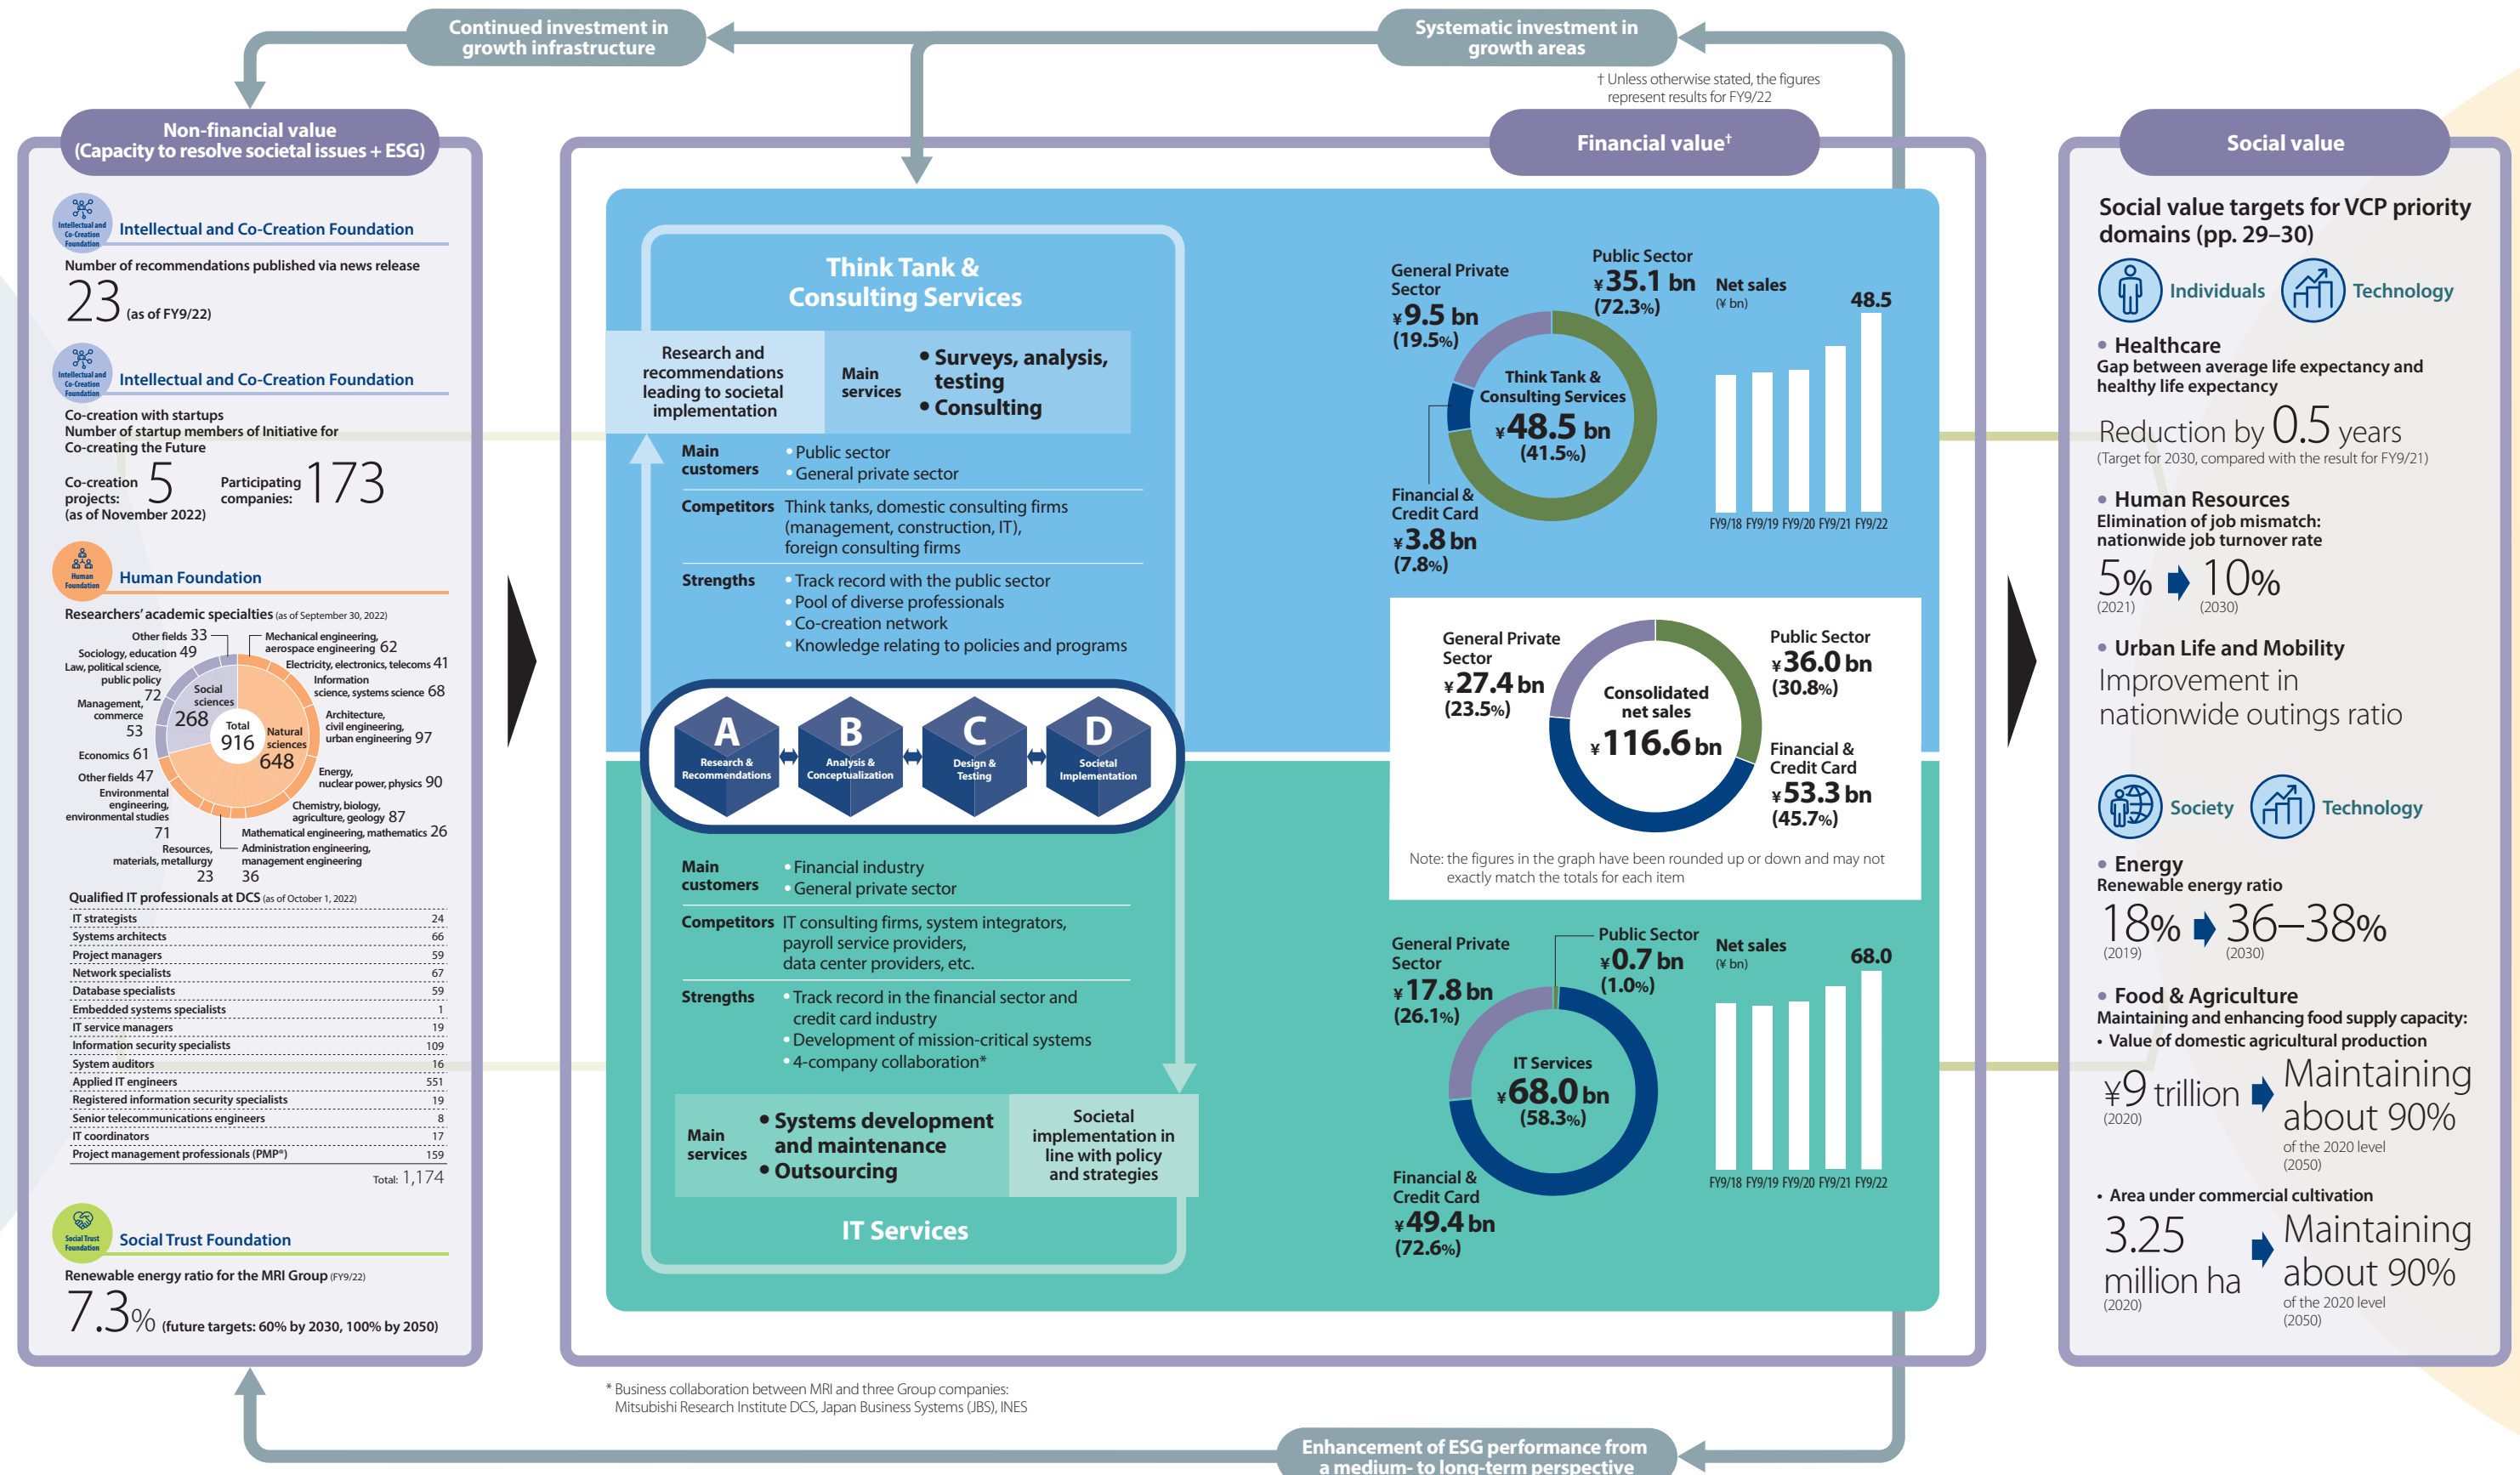 Continued investment in
growth infrastructure
Systematic investment in
growth areas
† Unless otherwise stated, the figures
represent results for FY9/22
Non-financial value
(Capacity to resolve societal issues + ESG)
Intellectual and
Co-Creation
Foundation
Intellectual and Co-Creation Foundation
Number of recommendations published via news release
23 (as of FY9/22)
Intellectual and
Co-Creation
Foundation
Intellectual and Co-Creation Foundation
Co-creation with startups
Number of startup members of Initiative for
Co-creating the Future
Co-creation
projects: 5
(as of November 2022)
Participating
companies: 173
Human
Foundation
Human Foundation
Researchers' academic specialties (as of September 30, 2022)
Other fields 33
Sociology, education 49
Law, political science,
public policy
72
Management,
commerce
53
Economics 61
Other fields 47
Environmental
engineering,
environmental studies
71
Resources,
materials, metallurgy
23
Mechanical engineering,
aerospace engineering 62
Electricity, electronics, telecoms 41
Information
science, systems science 68
Architecture,
civil engineering,
urban engineering 97
Energy,
nuclear power, physics 90
Chemistry, biology,
agriculture, geology 87
Mathematical engineering, mathematics 26
Administration engineering,
management engineering
36
Social
sciences
268
Total
916
Natural
sciences
648
Qualified IT professionals at DCS (as of October 1, 2022)
IT strategists 24
Systems architects 66
Project managers 59
Network specialists 67
Database specialists 59
Embedded systems specialists 1
IT service managers 19
Information security specialists 109
System auditors 16
Applied IT engineers 551
Registered information security specialists 19
Senior telecommunications engineers 8
IT coordinators 17
Project management professionals (PMP®) 159
Total: 1,174
Social Trust
Foundation
Social Trust Foundation
Renewable energy ratio for the MRI Group (FY9/22)
7.3% (future targets: 60% by 2030, 100% by 2050)
Financial value†
Think Tank &
Consulting Services
Research and
recommendations
leading to societal
implementation
Main
services
• Surveys, analysis,
testing
• Consulting
Main
customers
• Public sector
• General private sector
Competitors
Think tanks, domestic consulting firms
(management, construction, IT),
foreign consulting firms
Strengths
• Track record with the public sector
• Pool of diverse professionals
• Co-creation network
• Knowledge relating to policies and programs
A
Research &
Recommendations
B
Analysis &
Conceptualization
C
Design &
Testing
D
Societal
Implementation
Main
customers
• Financial industry
• General private sector
Competitors
IT consulting firms, system integrators,
payroll service providers,
data center providers, etc.
Strengths
• Track record in the financial sector and
credit card industry
• Development of mission-critical systems
• 4-company collaboration*
Main
services
• Systems development
and maintenance
• Outsourcing
Societal
implementation in
line with policy
and strategies
IT Services
General Private
Sector
¥9.5 bn
(19.5%)
Public Sector
¥35.1 bn
(72.3%)
Think Tank &
Consulting Services
¥48.5 bn
(41.5%)
Financial &
Credit Card
¥3.8 bn
(7.8%)
Net sales
(¥ bn)
48.5
FY9/18 FY9/19 FY9/20 FY9/21 FY9/22
General Private
Sector
¥27.4 bn
(23.5%)
Consolidated
net sales
¥116.6 bn
Public Sector
¥36.0 bn
(30.8%)
Financial &
Credit Card
¥53.3 bn
(45.7%)
Note: the figures in the graph have been rounded up or down and may not
exactly match the totals for each item
General Private
Sector
¥17.8 bn
(26.1%)
Public Sector
¥0.7 bn
(1.0%)
IT Services
¥68.0 bn
(58.3%)
Financial &
Credit Card
¥49.4 bn
(72.6%)
Net sales
(¥ bn)
68.0
FY9/18 FY9/19 FY9/20 FY9/21 FY9/22
Social value
Social value targets for VCP priority
domains (pp. 29–30)
Individuals
Technology
• Healthcare
Gap between average life expectancy and
healthy life expectancy
Reduction by 0.5 years
(Target for 2030, compared with the result for FY9/21)
• Human Resources
Elimination of job mismatch:
nationwide job turnover rate
5% 10%
(2021) (2030)
• Urban Life and Mobility
Improvement in
nationwide outings ratio
Society
Technology
• Energy
Renewable energy ratio
18% 36–38%
(2019) (2030)
• Food & Agriculture
Maintaining and enhancing food supply capacity:
• Value of domestic agricultural production
¥9 trillion
(2020)
Maintaining
about 90%
of the 2020 level
(2050)
• Area under commercial cultivation
3.25
million ha
(2020)
Maintaining
about 90%
of the 2020 level
(2050)
* Business collaboration between MRI and three Group companies:
Mitsubishi Research Institute DCS, Japan Business Systems (JBS), INES
Enhancement of ESG performance from
a medium- to long-term perspective